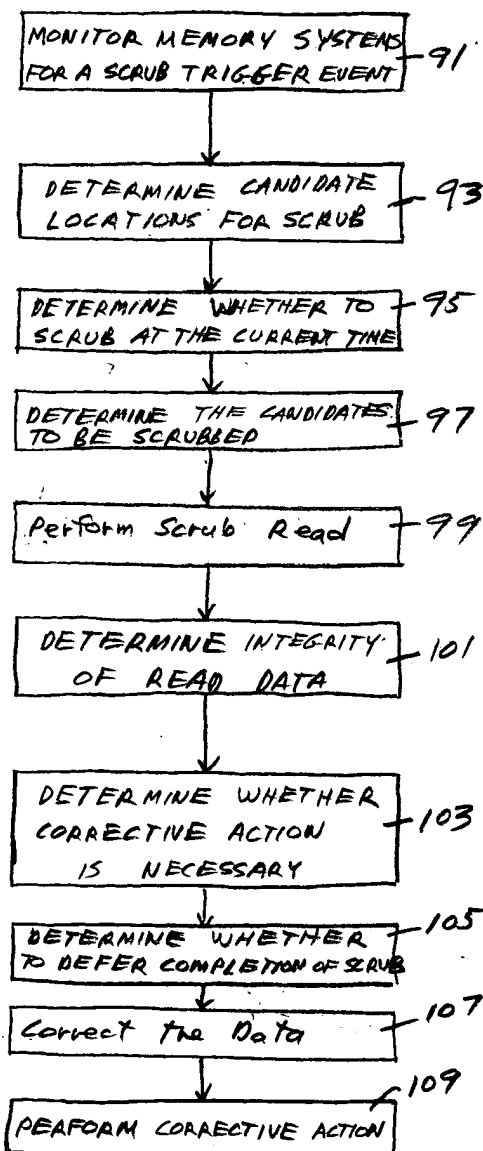 MONITOR MEMORY SYSTEMS
FOR A SCRUB TRIGGER EVENT
91
DETERMINE CANDIDATE
LOCATIONS FOR SCRUB
93
DETERMINE WHETHER TO
SCRUB AT THE CURRENT TIME
95
DETERMINE THE CANDIDATES
TO BE SCRUBBED
97
Perform Scrub Read
99
DETERMINE INTEGRITY
OF READ DATA
101
DETERMINE WHETHER
CORRECTIVE ACTION
IS NECESSARY
103
DETERMINE WHETHER
TO DEFER COMPLETION OF SCRUB
105
Correct the Data
107
PERFORM CORRECTIVE ACTION
109